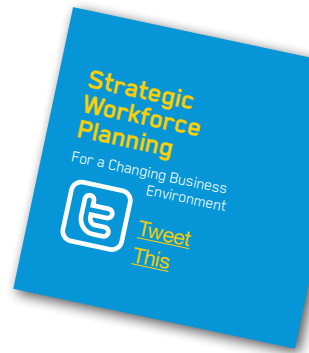 Strategic
Workforce
Planning
For a Changing Business
Environment
Tweet
This